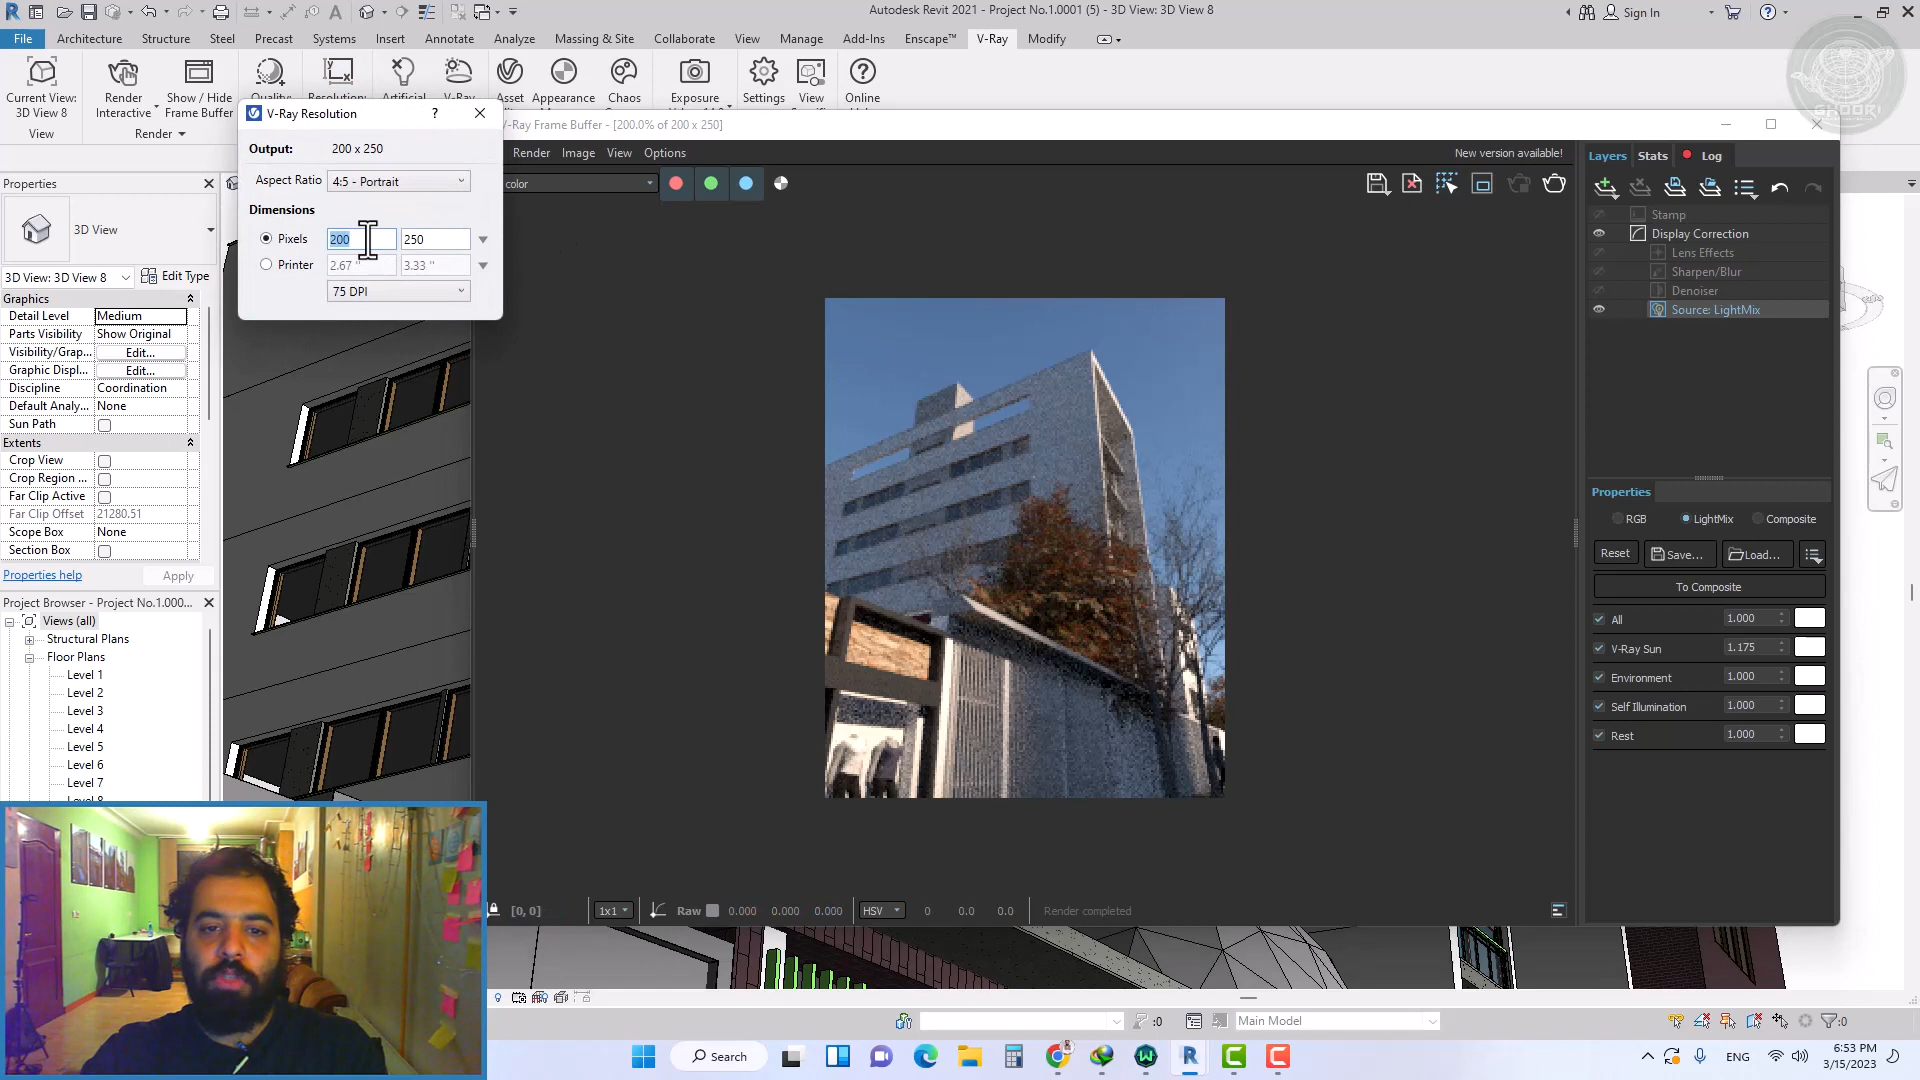 Autodesk Revit 2021 - Project No.1.0001 (5) - 3D View: 3D View 8
Sign In
File Architecture Structure Steel Precast Systems Insert Annotate Analyze Massing & Site Collaborate View Manage Add-Ins Enscape™ V-Ray Modify
Current View:
3D View 8
View
Render
Interactive
Show / Hide
Frame Buffer
Render
Asset
Appearance
Chaos
Exposure
Settings
View
Online
Help
GHOORI
V-Ray Resolution
?
Output: 200 x 250
Aspect Ratio 4:5 - Portrait
Dimensions
Pixels 200 250
Printer 2.67 " 3.33 "
75 DPI
V-Ray Frame Buffer - [200.0% of 200 x 250]
Render Image View Options
New version available!
color
Layers Stats Log
Stamp
Display Correction
Lens Effects
Sharpen/Blur
Denoiser
Source: LightMix
Properties
RGB LightMix Composite
Reset Save... Load...
To Composite
All 1.000
V-Ray Sun 1.175
Environment 1.000
Self Illumination 1.000
Rest 1.000
[0, 0] 1x1 Raw 0.000 0.000 0.000 HSV 0 0.0 0.0 Render completed
Properties
3D View
3D View: 3D View 8 Edit Type
Graphics
Detail Level Medium
Parts Visibility Show Original
Visibility/Grap... Edit...
Graphic Displ... Edit...
Discipline Coordination
Default Analy... None
Sun Path
Extents
Crop View
Crop Region ...
Far Clip Active
Far Clip Offset 21280.51
Scope Box None
Section Box
Properties help Apply
Project Browser - Project No.1.000...
Views (all)
Structural Plans
Floor Plans
Level 1
Level 2
Level 3
Level 4
Level 5
Level 6
Level 7
:0 Main Model :0
Search
ENG
6:53 PM
3/15/2023